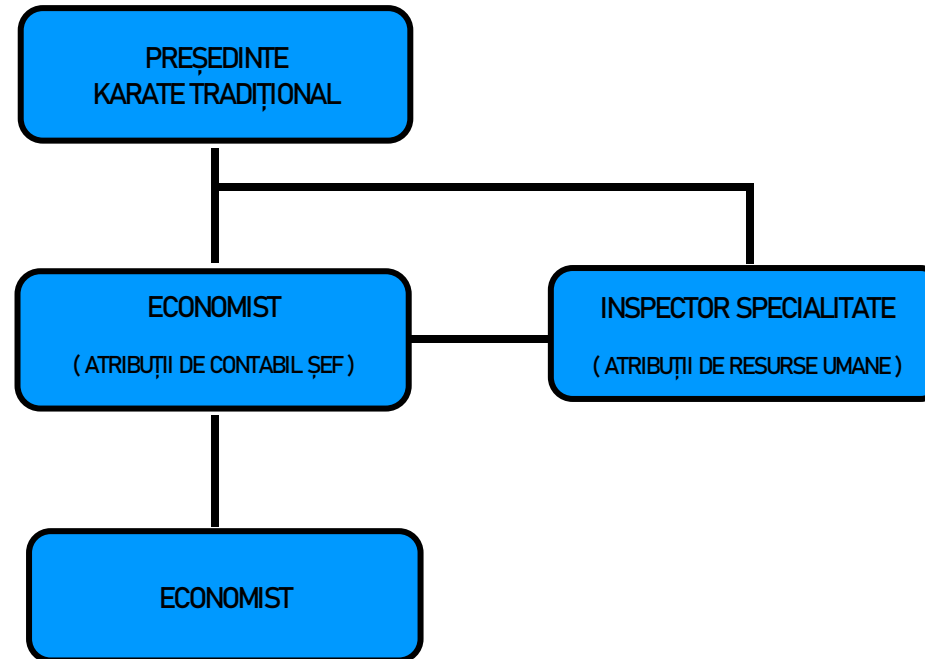 PREȘEDINTE
KARATE TRADIȚIONAL
ECONOMIST
( ATRIBUȚII DE CONTABIL ȘEF )
INSPECTOR SPECIALITATE
( ATRIBUȚII DE RESURSE UMANE )
ECONOMIST